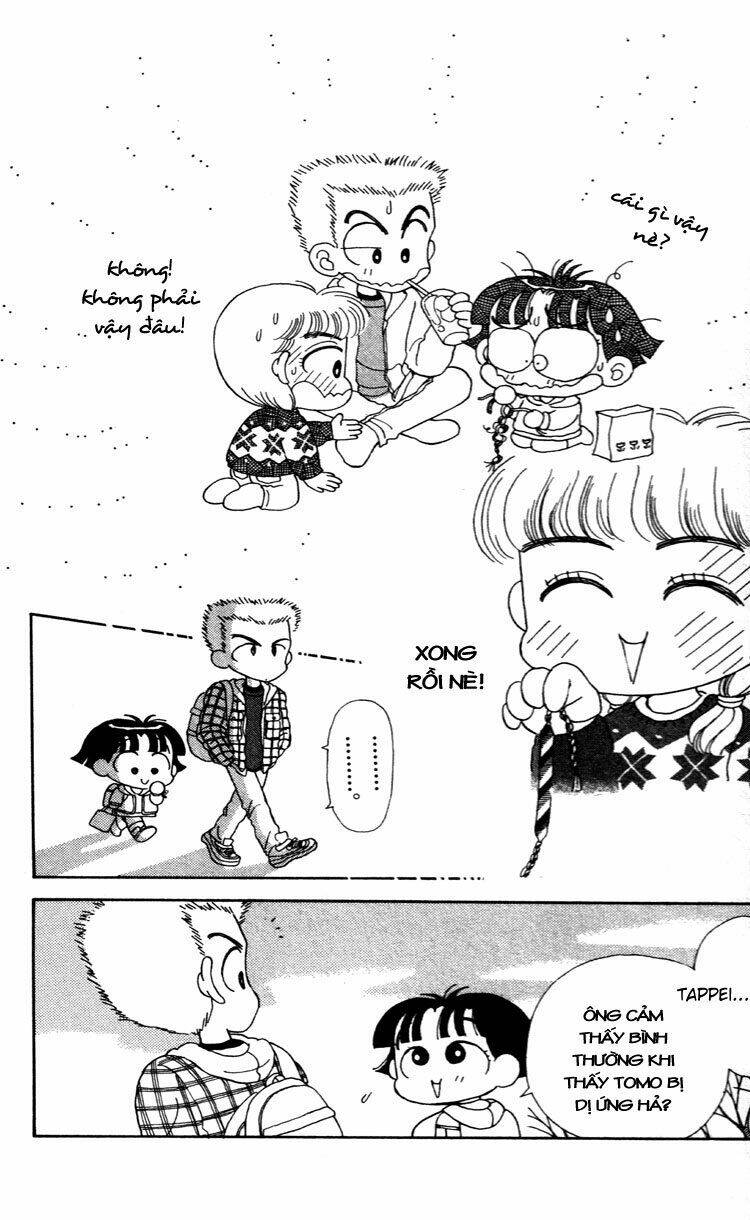 cái gì vậy
nè?
không!
không phải
vậy đâu!
XONG
RỒI NÈ!
.......
.......。
TAPPEI...
ÔNG CẢM
THẤY BÌNH
THƯỜNG KHI
THẤY TOMO BỊ
DỊ ỨNG HẢ?